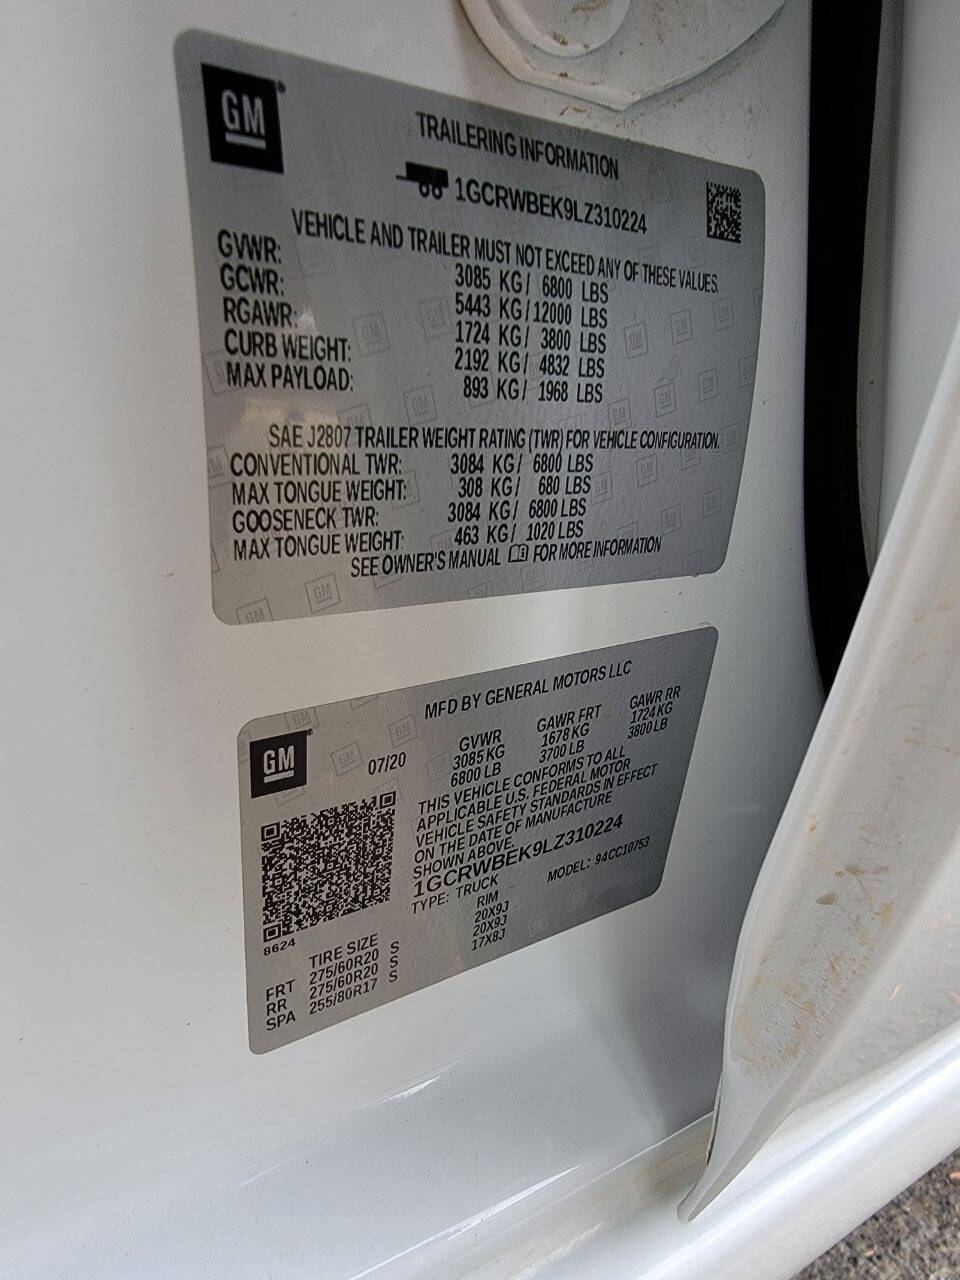 GM
TRAILERING INFORMATION
1GCRWBEK9LZ310224
VEHICLE AND TRAILER MUST NOT EXCEED ANY OF THESE VALUES.
GVWR: 3085 KG/ 6800 LBS
GCWR: 5443 KG/12000 LBS
RGAWR: 1724 KG/ 3800 LBS
CURB WEIGHT: 2192 KG/ 4832 LBS
MAX PAYLOAD: 893 KG/ 1968 LBS
SAE J2807 TRAILER WEIGHT RATING (TWR) FOR VEHICLE CONFIGURATION.
CONVENTIONAL TWR: 3084 KG/ 6800 LBS
MAX TONGUE WEIGHT: 308 KG/ 680 LBS
GOOSENECK TWR: 3084 KG/ 6800 LBS
MAX TONGUE WEIGHT: 463 KG/ 1020 LBS
SEE OWNER'S MANUAL FOR MORE INFORMATION
MFD BY GENERAL MOTORS LLC
GM
07/20
GVWR GAWR FRT GAWR RR
3085 KG 1678 KG 1724 KG
6800 LB 3700 LB 3800 LB
THIS VEHICLE CONFORMS TO ALL
APPLICABLE U.S. FEDERAL MOTOR
VEHICLE SAFETY STANDARDS IN EFFECT
ON THE DATE OF MANUFACTURE
SHOWN ABOVE.
1GCRWBEK9LZ310224
TYPE: TRUCK MODEL: 94CC10753
8624
TIRE SIZE RIM
FRT 275/60R20 S 20X9J
RR 275/60R20 S 20X9J
SPA 255/80R17 S 17X8J